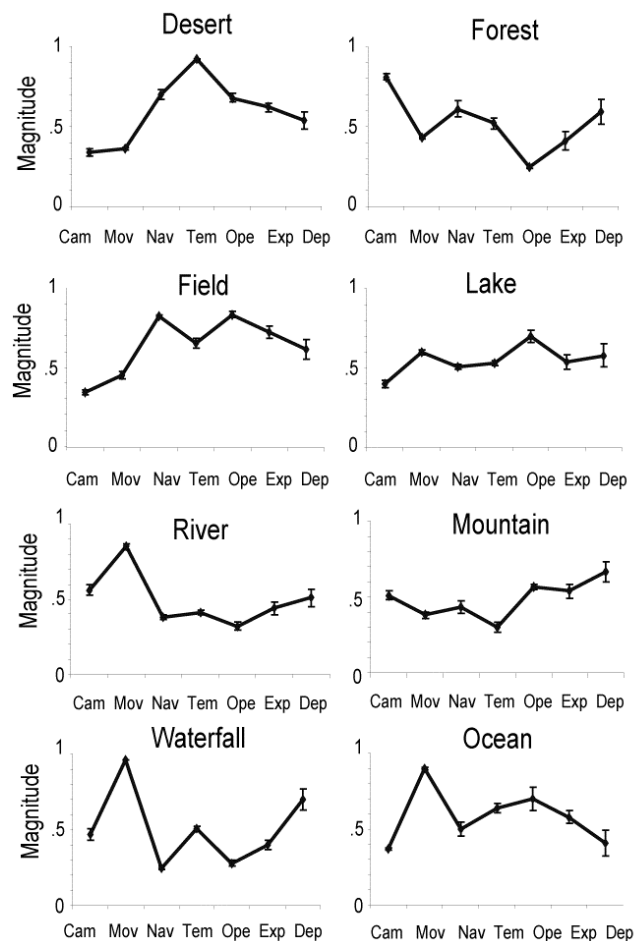 Desert
1
.5
0
Magnitude
Cam Mov Nav Tem Ope Exp Dep
Forest
1
.5
0
Cam Mov Nav Tem Ope Exp Dep
Field
1
.5
0
Magnitude
Cam Mov Nav Tem Ope Exp Dep
Lake
1
.5
0
Cam Mov Nav Tem Ope Exp Dep
River
1
.5
0
Magnitude
Cam Mov Nav Tem Ope Exp Dep
Mountain
1
.5
0
Cam Mov Nav Tem Ope Exp Dep
Waterfall
1
.5
0
Magnitude
Cam Mov Nav Tem Ope Exp Dep
Ocean
1
.5
0
Cam Mov Nav Tem Ope Exp Dep